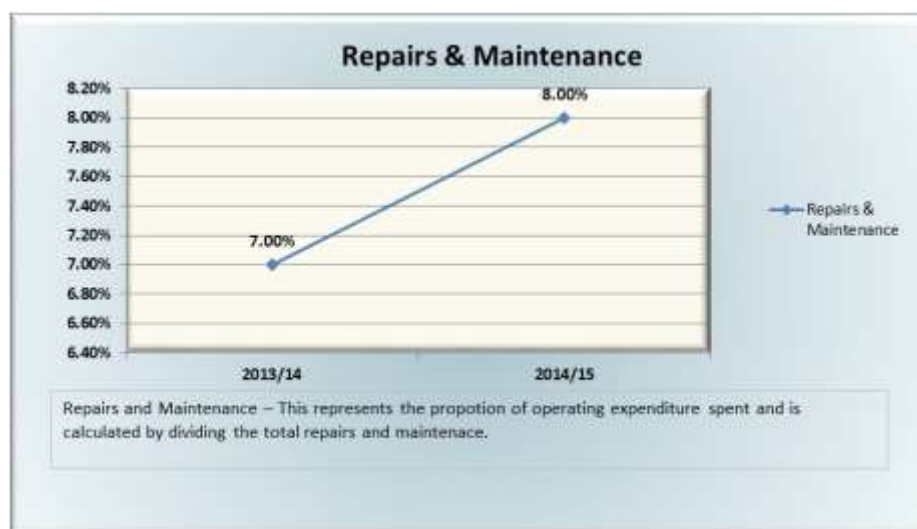 Repairs & Maintenance
8.20%
8.00%
7.80%
7.60%
7.40%
7.20%
7.00%
6.80%
6.60%
6.40%
7.00%
8.00%
2013/14
2014/15
Repairs &
Maintenance
Repairs and Maintenance – This represents the propotion of operating expenditure spent and is
calculated by dividing the total repairs and maintenace.